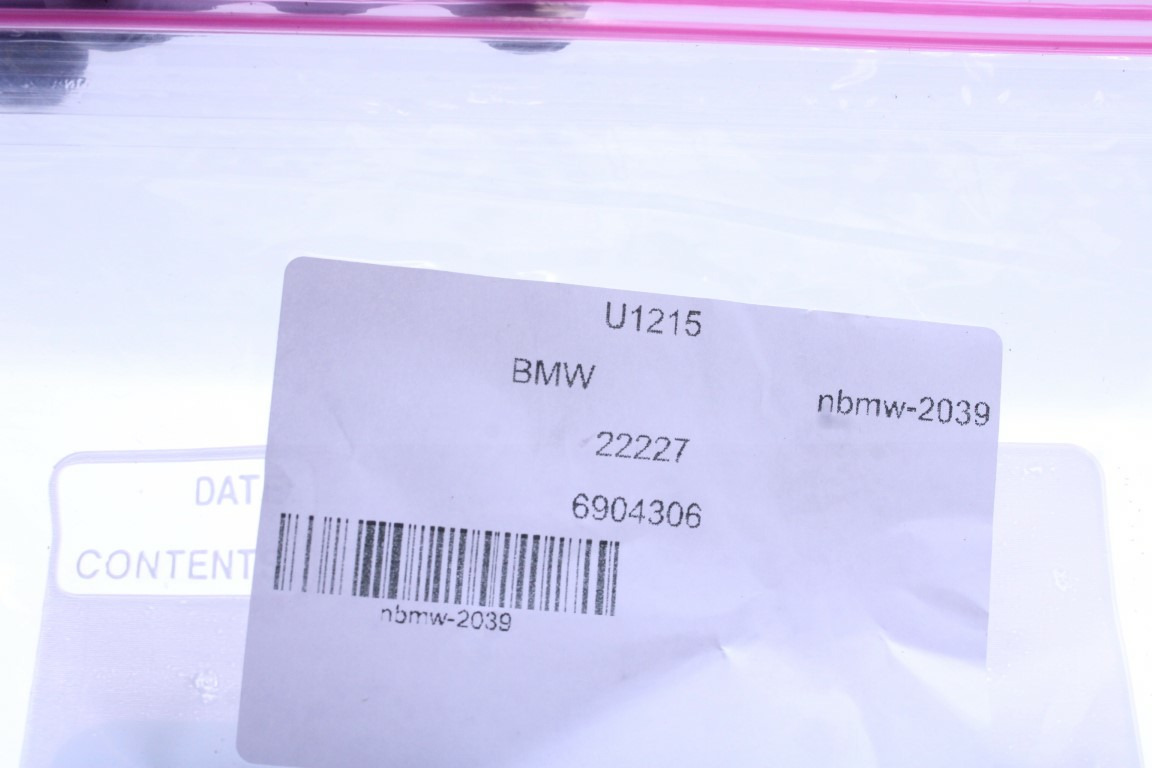 U1215
BMW
nbmw-2039
22227
6904306
DAT
CONTENT
nbmw-2039